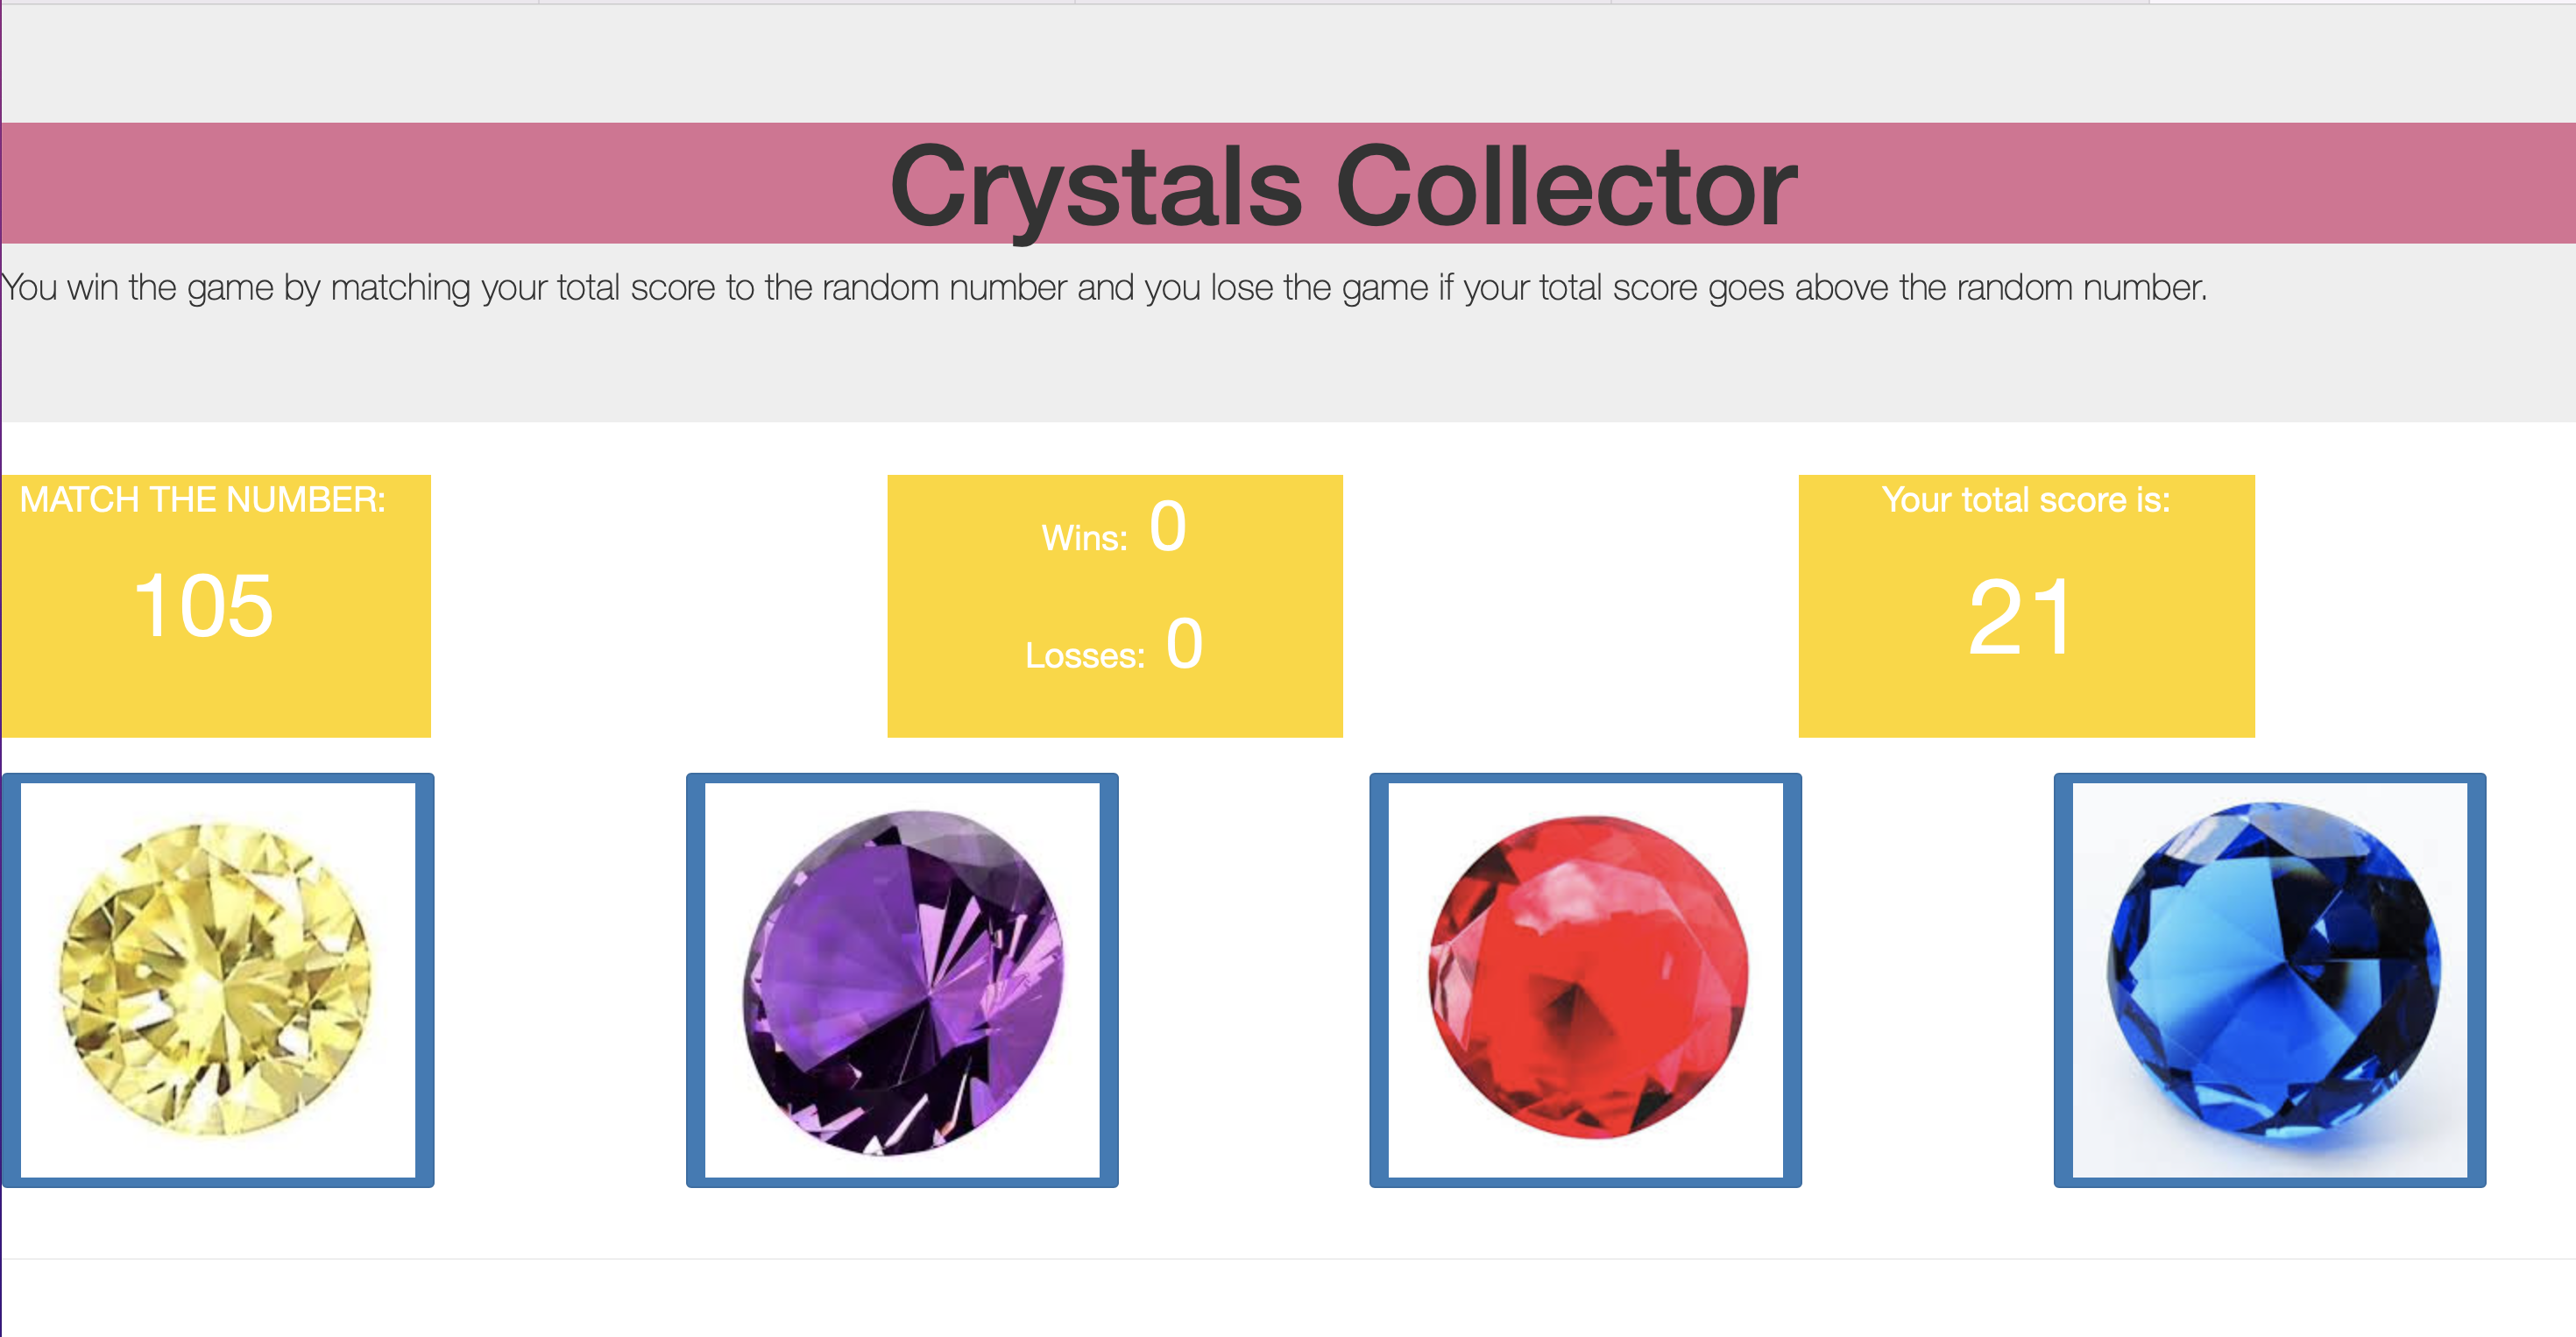 Crystals Collector
You win the game by matching your total score to the random number and you lose the game if your total score goes above the random number.
MATCH THE NUMBER:
105
Wins: 0
Losses: 0
Your total score is:
21